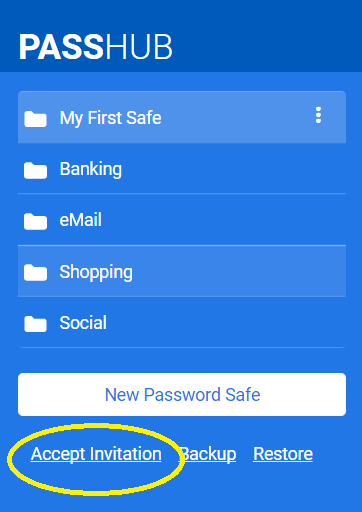 PASSHUB
My First Safe
Banking
eMail
Shopping
Social
New Password Safe
Accept Invitation Backup Restore